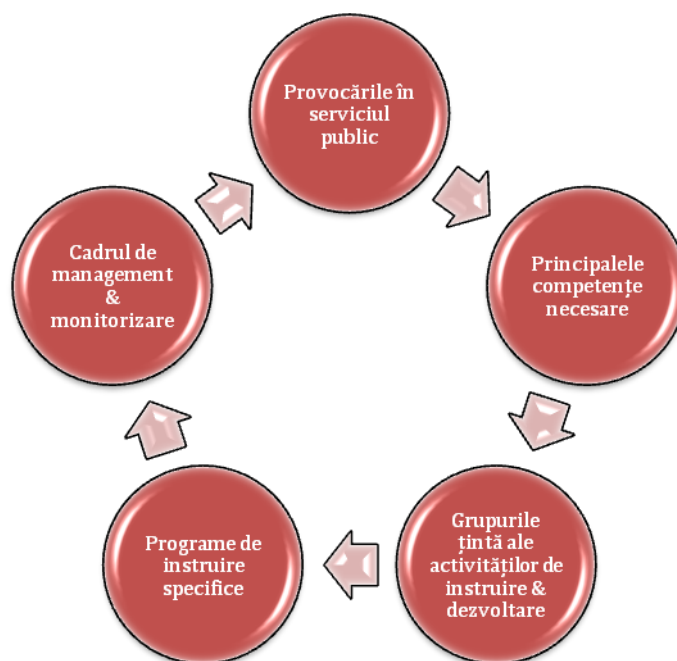 Provocările în
serviciul
public
Principalele
competențe
necesare
Grupurile
țintă ale
activităților de
instruire &
dezvoltare
Programe de
instruire
specifice
Cadrul de
management
&
monitorizare